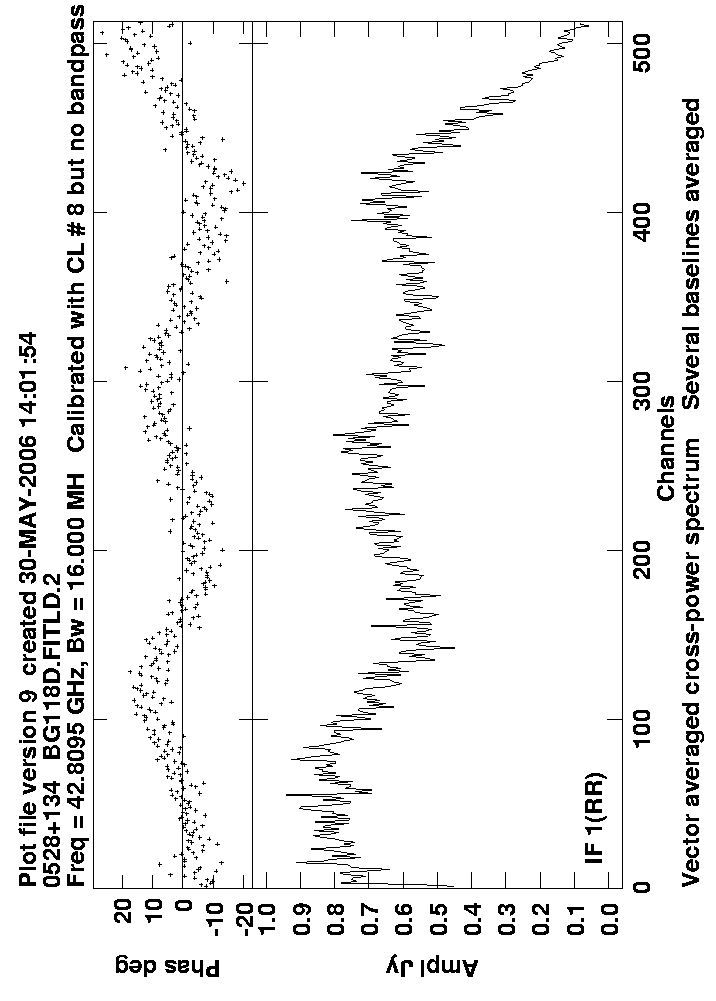 Plot file version 9 created 30-MAY-2006 14:01:54
0528+134 BG118D.FITLD.2
Freq = 42.8095 GHz, Bw = 16.000 MH Calibrated with CL # 8 but no bandpass
Phas deg
20
10
0
-10
-20
Ampl Jy
1.0
0.9
0.8
0.7
0.6
0.5
0.4
0.3
0.2
0.1
0.0
IF 1(RR)
0 100 200 300 400 500
Channels
Vector averaged cross-power spectrum Several baselines averaged